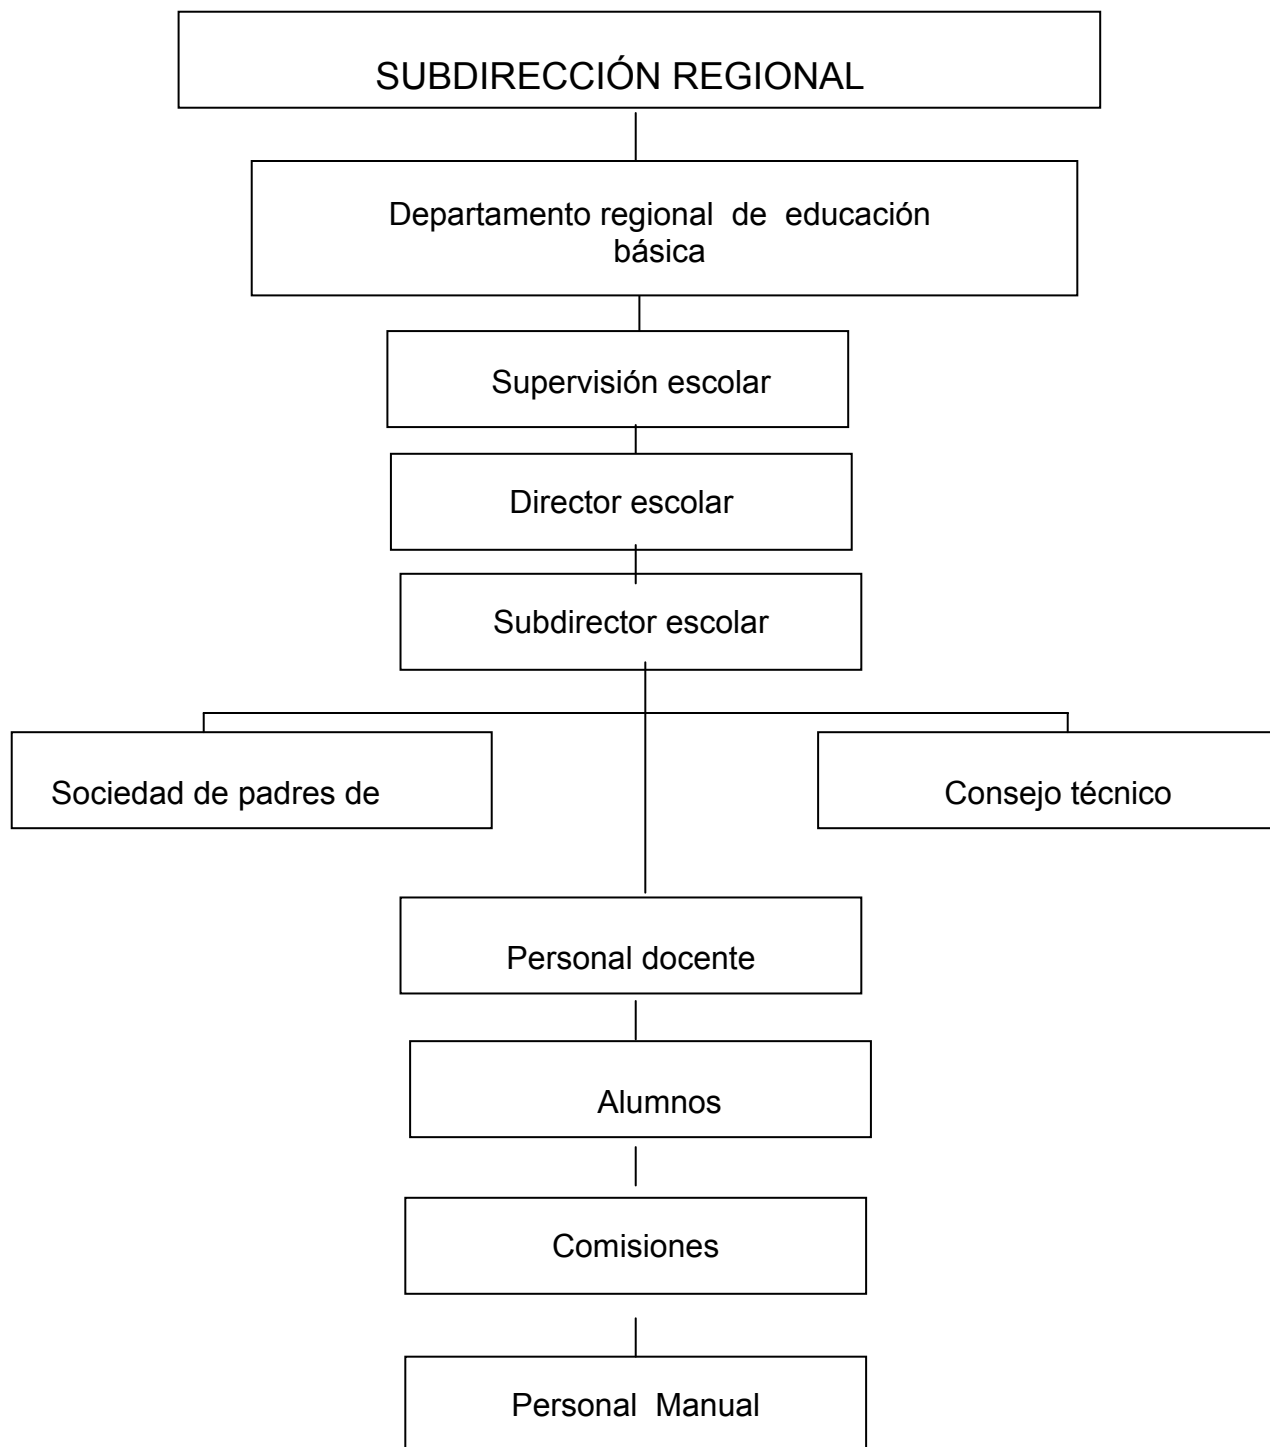 SUBDIRECCIÓN REGIONAL
Departamento regional de educación
básica
Supervisión escolar
Director escolar
Subdirector escolar
Sociedad de padres de
Consejo técnico
Personal docente
Alumnos
Comisiones
Personal Manual